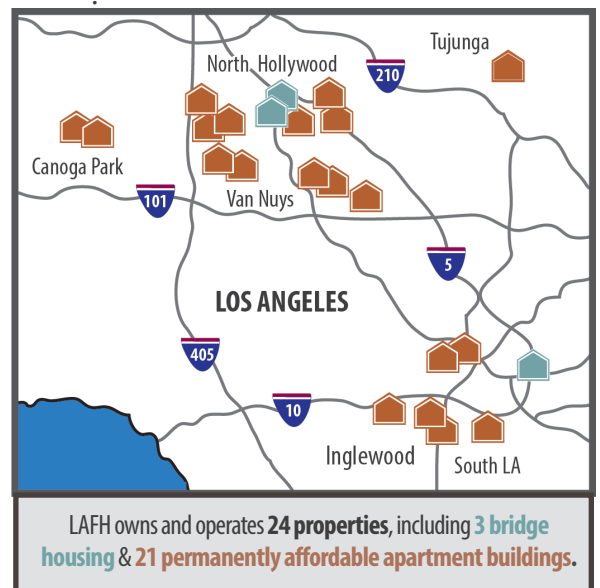 Tujunga
North Hollywood
210
Canoga Park
Van Nuys
101
5
LOS ANGELES
405
10
Inglewood
South LA
LAFH owns and operates 24 properties, including 3 bridge
housing & 21 permanently affordable apartment buildings.